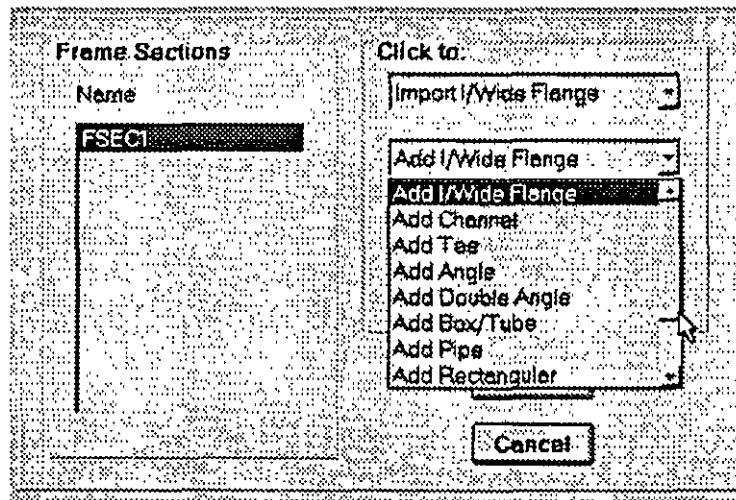 Frame Sections
Name
FSEC1
Click to:
Import I/Wide Flange
Add I/Wide Flange
Add I/Wide Flange
Add Channel
Add Tee
Add Angle
Add Double Angle
Add Box/Tube
Add Pipe
Add Rectangular
Cancel